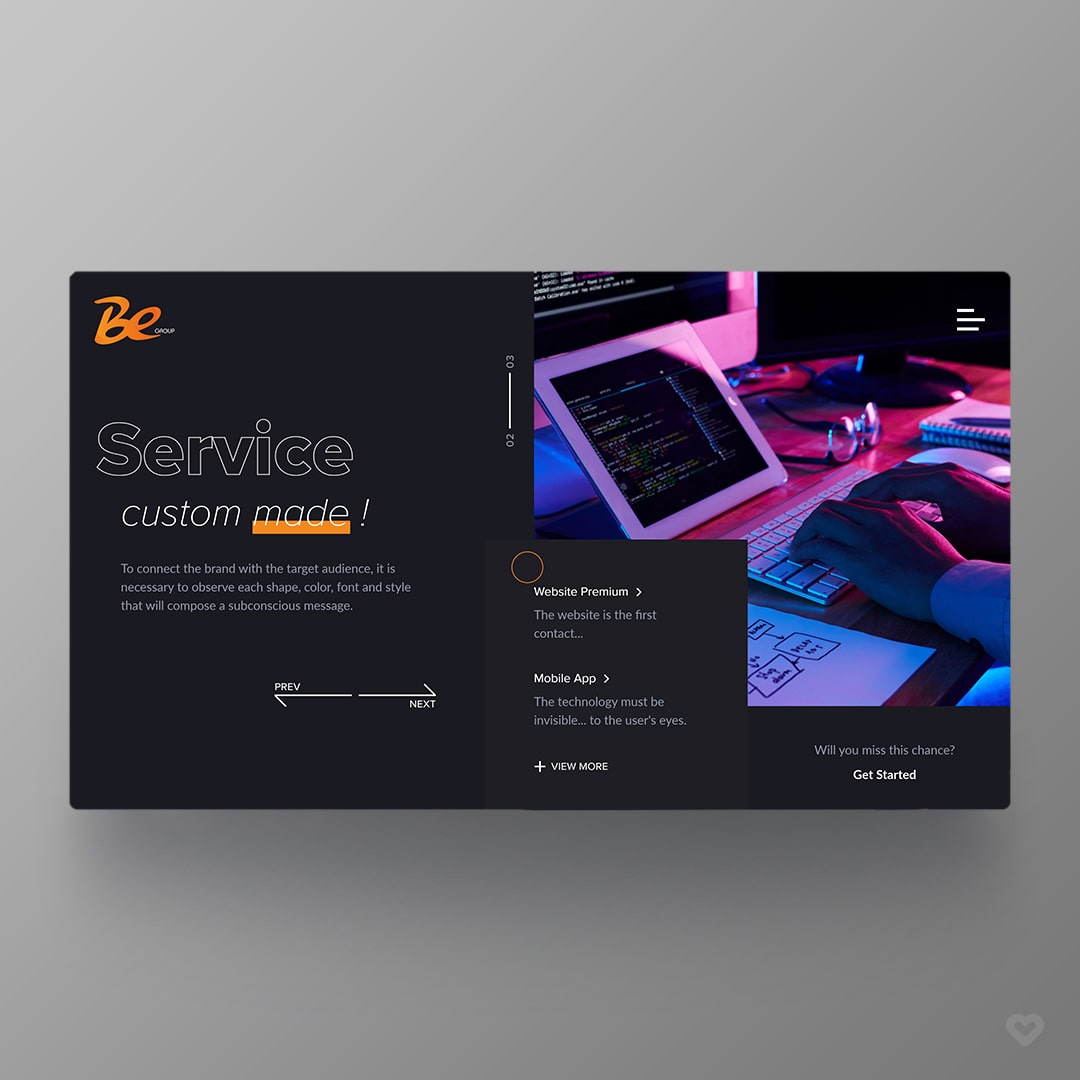 Be GROUP
Service
custom made !
To connect the brand with the target audience, it is
necessary to observe each shape, color, font and style
that will compose a subconscious message.
PREV
NEXT
03
02
Website Premium
The website is the first
contact...
Mobile App
The technology must be
invisible... to the user's eyes.
+ VIEW MORE
Will you miss this chance?
Get Started